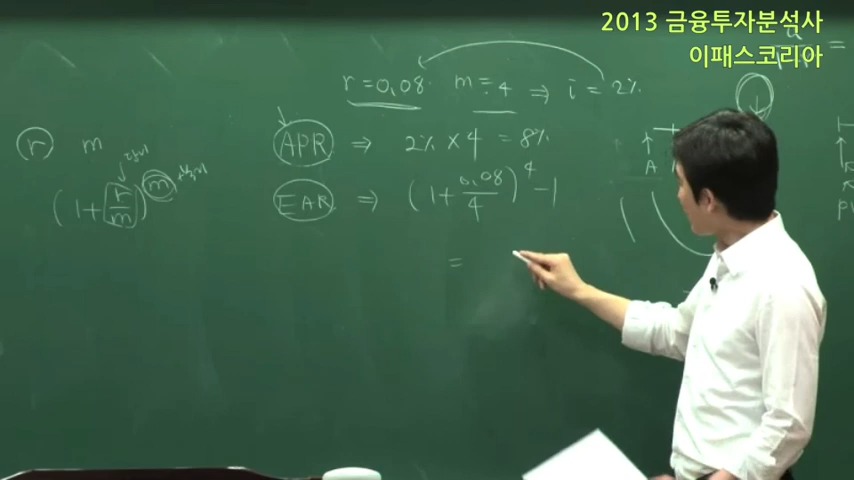 2013 금융투자분석사
이패스코리아
r = 0.08 m = 4 ⇒ i = 2%
APR ⇒ 2% × 4 = 8%
EAR ⇒ (1 + 0.08/4)^4 - 1
=
r m
(1 + r/m)^m
A